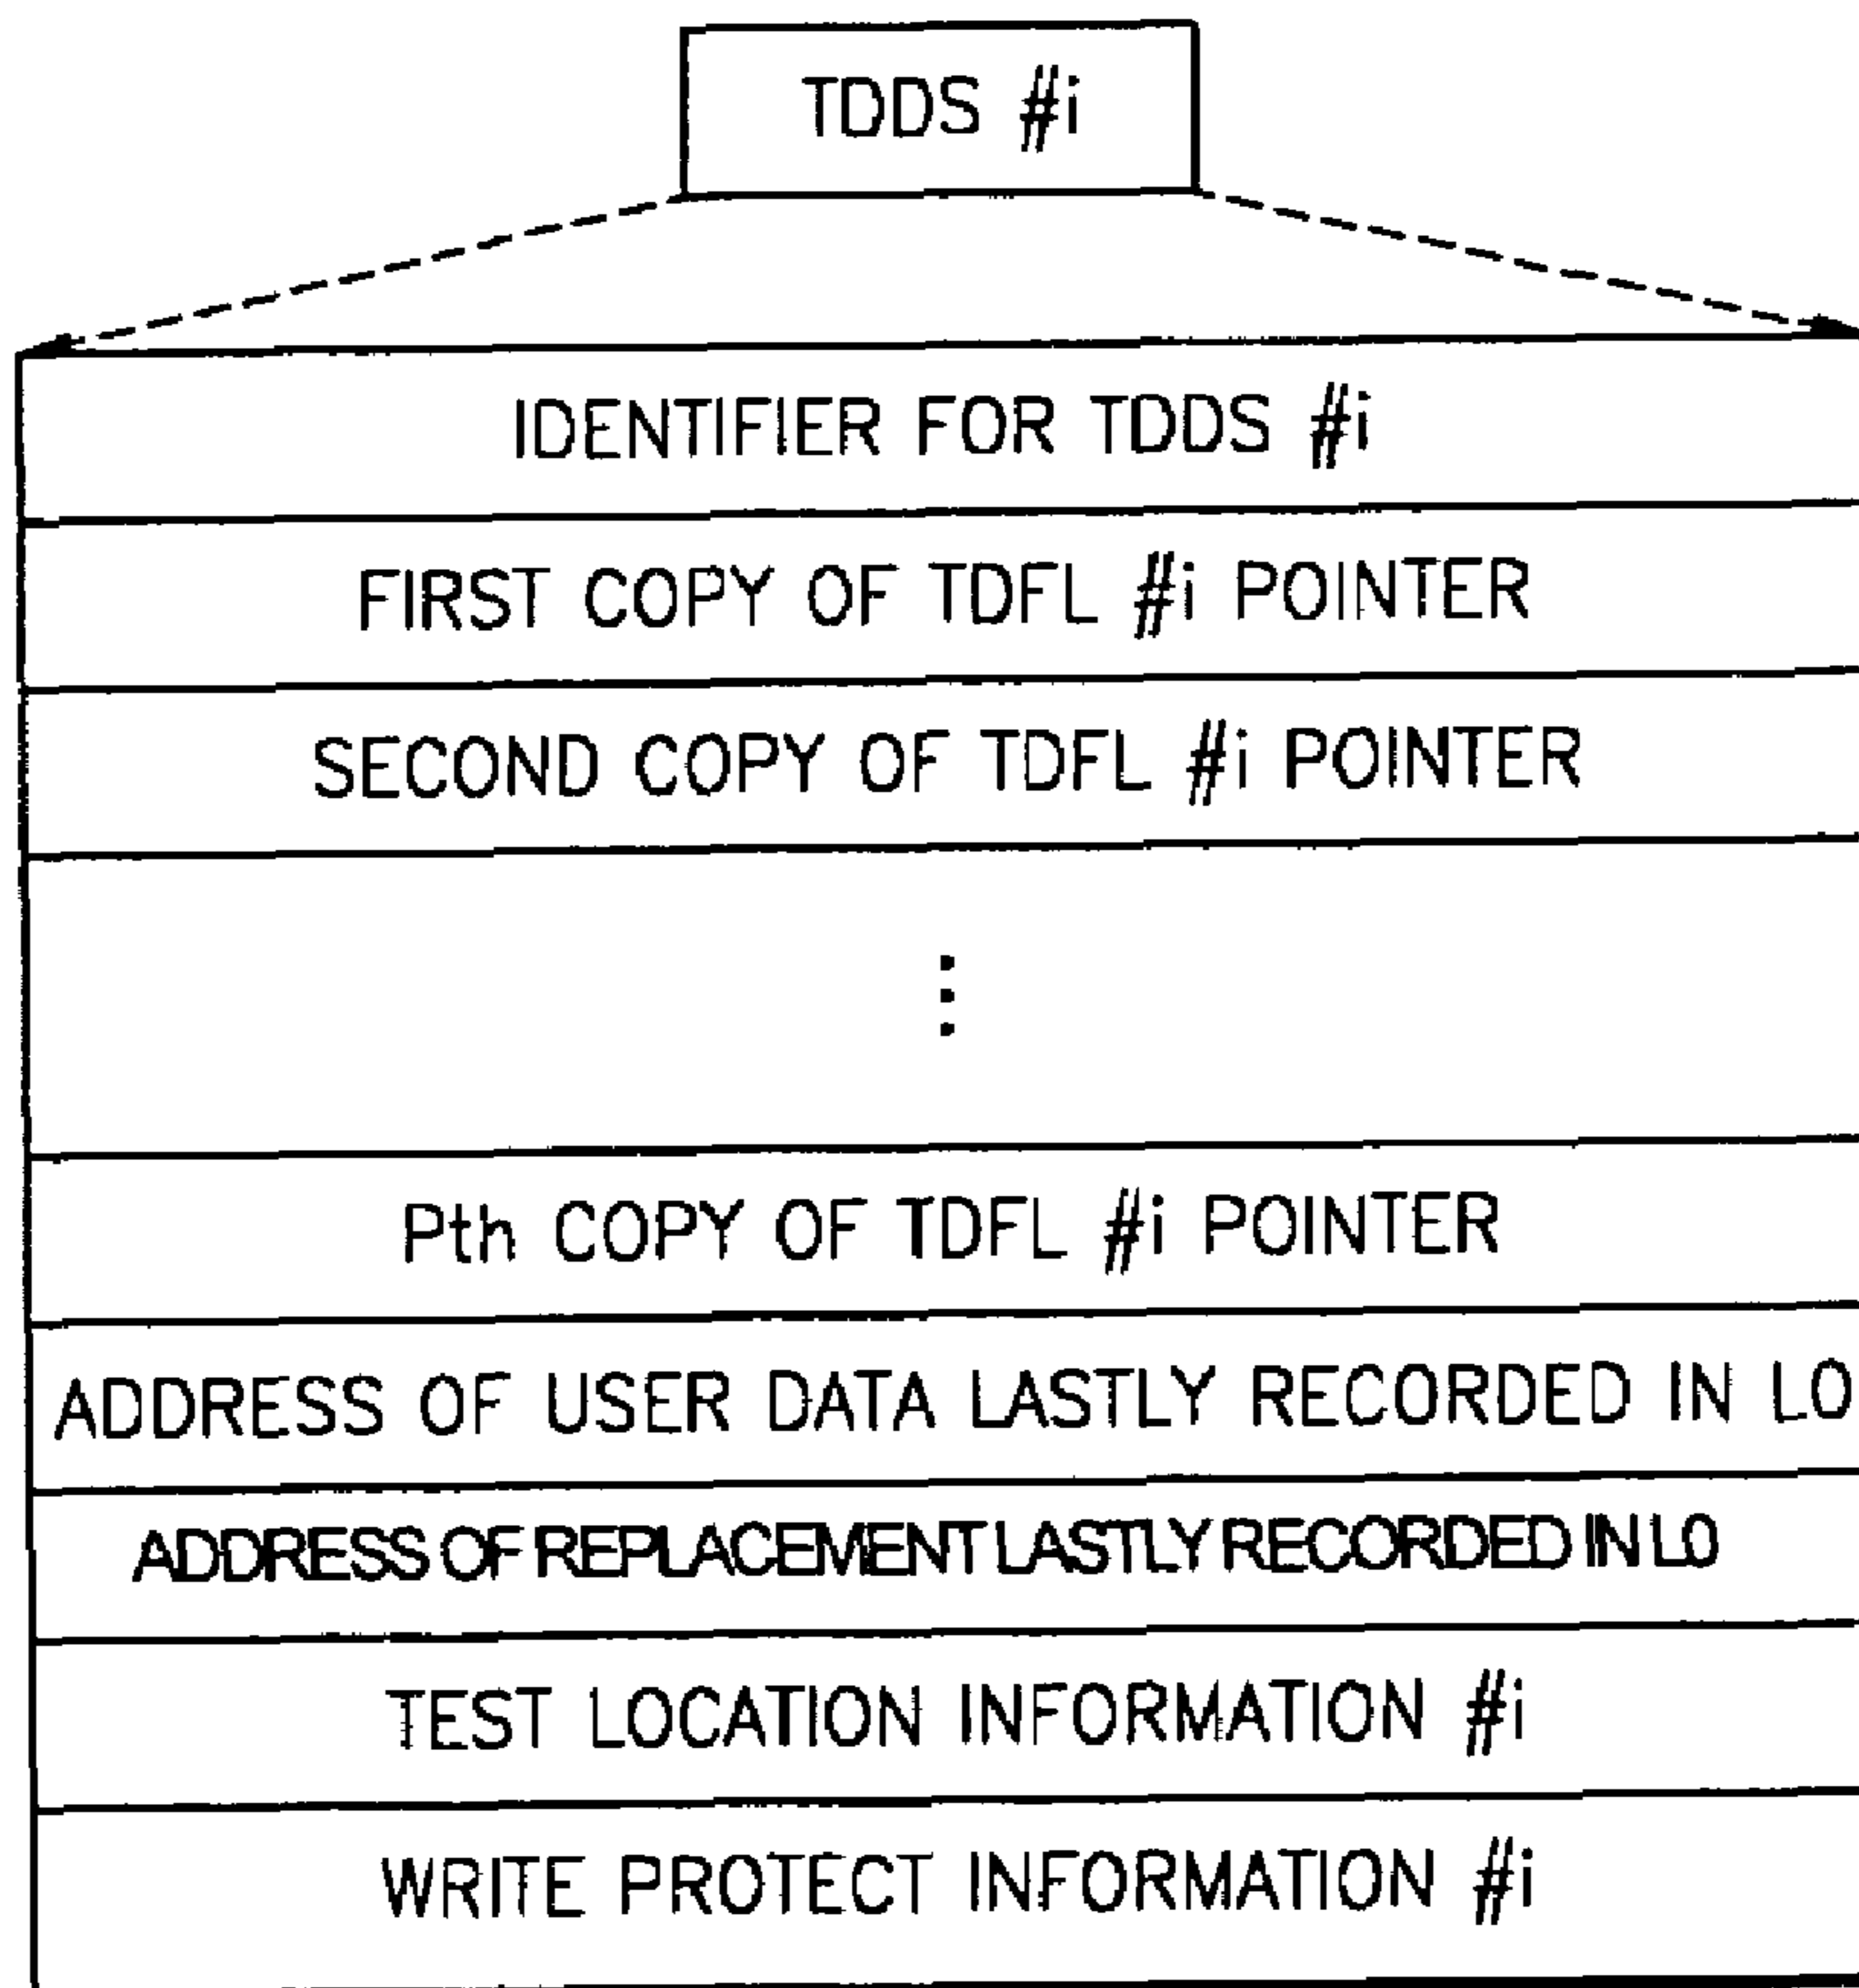 TDDS #i
IDENTIFIER FOR TDDS #i
FIRST COPY OF TDFL #i POINTER
SECOND COPY OF TDFL #i POINTER
⋮
Pth COPY OF TDFL #i POINTER
ADDRESS OF USER DATA LASTLY RECORDED IN L0
ADDRESS OF REPLACEMENT LASTLY RECORDED IN L0
TEST LOCATION INFORMATION #i
WRITE PROTECT INFORMATION #i